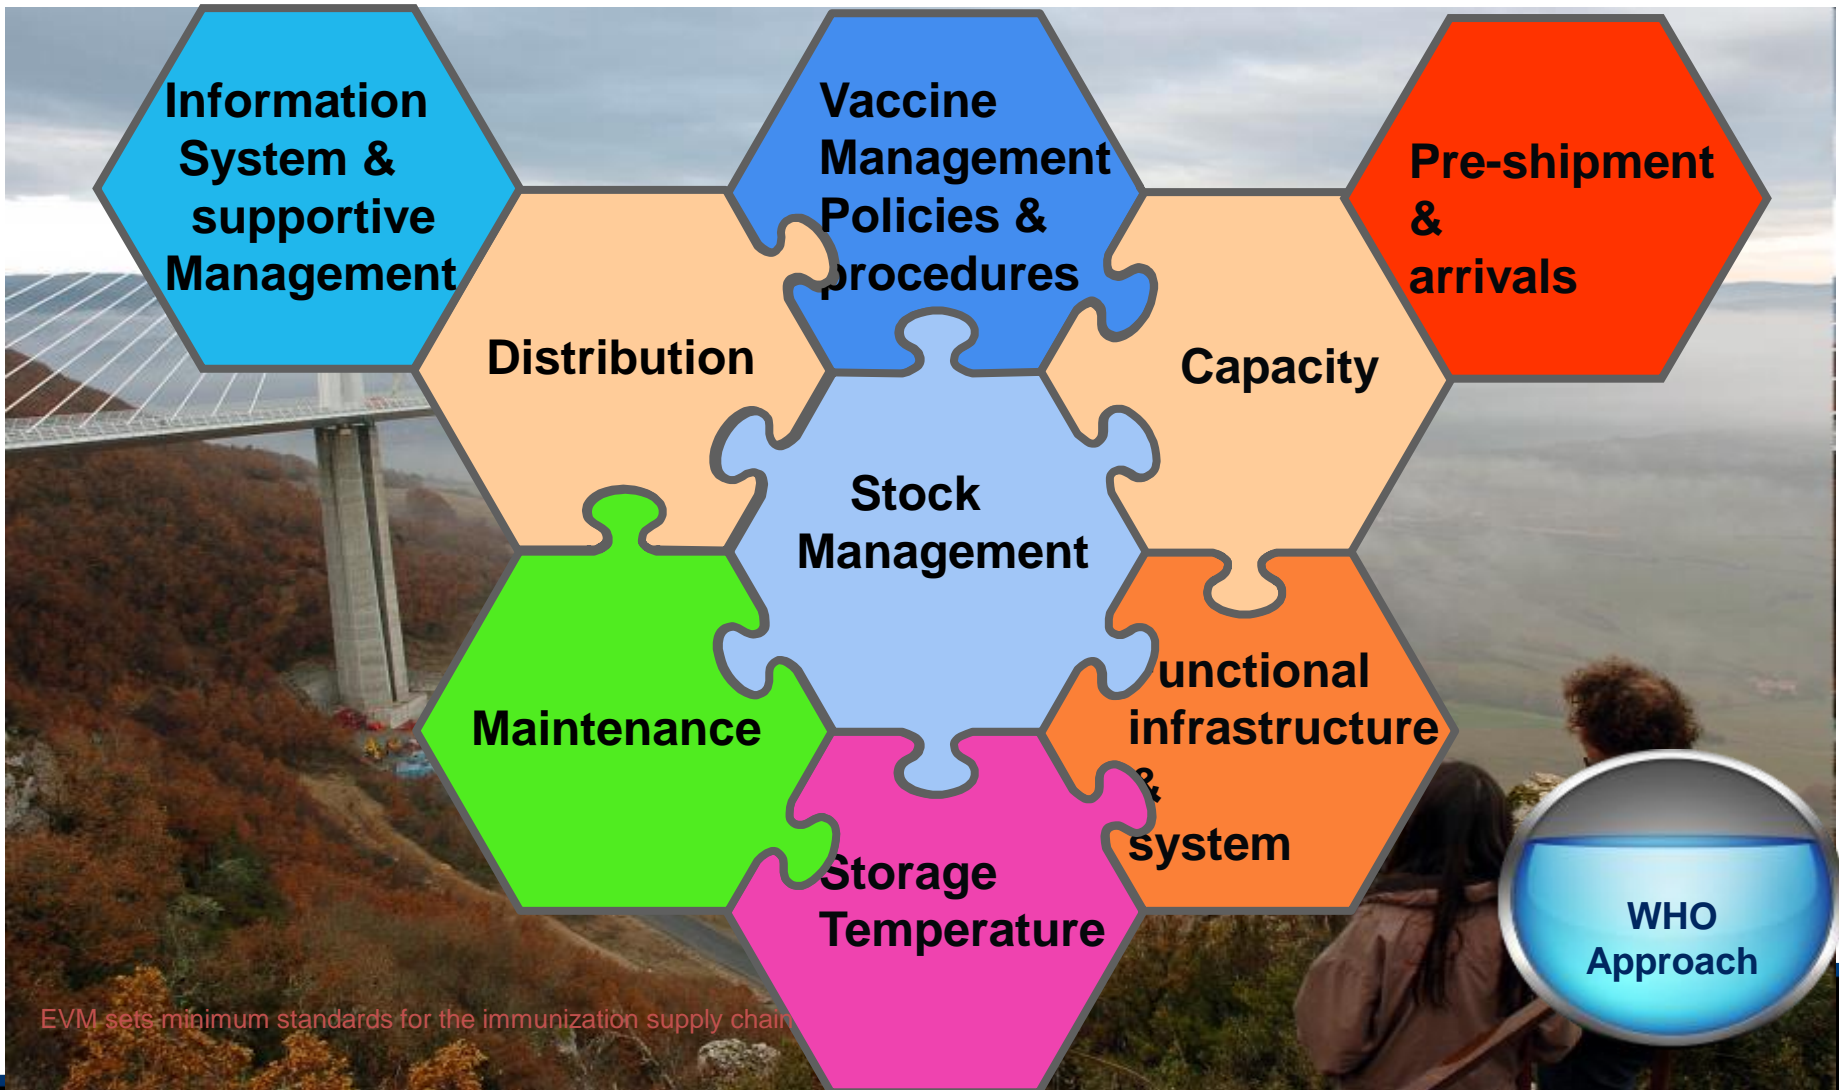 Information
System &
supportive
Management
Vaccine
Management
Policies &
procedures
Pre-shipment
&
arrivals
Distribution
Capacity
Stock
Management
Maintenance
unctional
infrastructure
&
system
Storage
Temperature
WHO
Approach
EVM sets minimum standards for the immunization supply chain